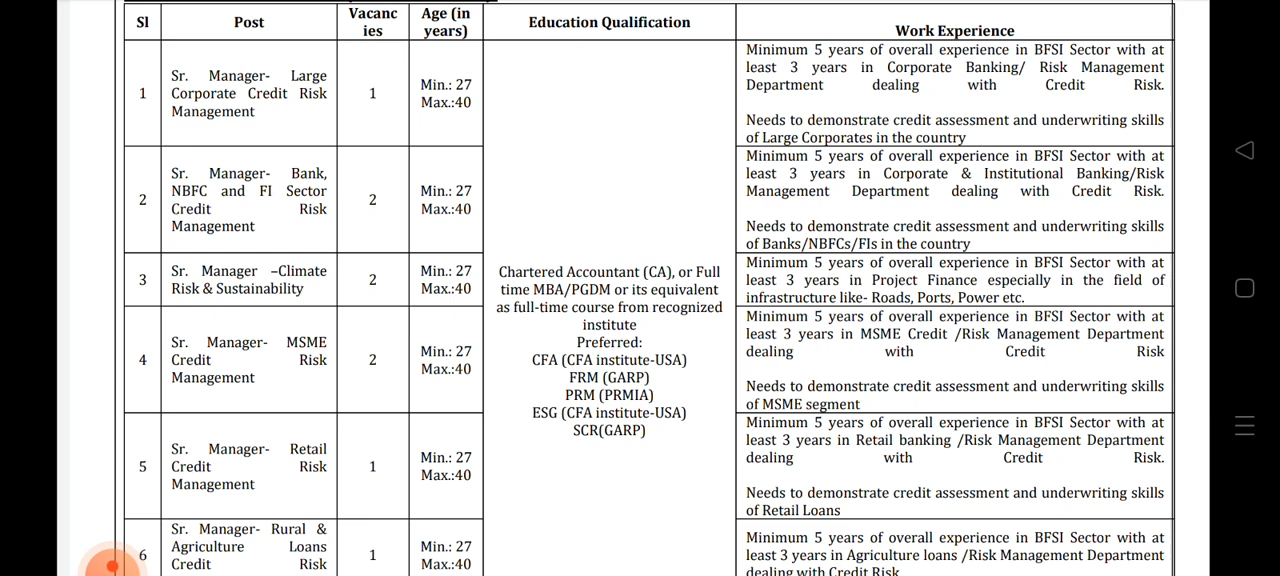 Sl
Post
Vacanc
ies
Age (in
years)
Education Qualification
Work Experience
1
Sr. Manager- Large
Corporate Credit Risk
Management
1
Min.: 27
Max.:40
Minimum 5 years of overall experience in BFSI Sector with at
least 3 years in Corporate Banking/ Risk Management
Department dealing with Credit Risk.
Needs to demonstrate credit assessment and underwriting skills
of Large Corporates in the country
2
Sr. Manager- Bank,
NBFC and FI Sector
Credit Risk
Management
2
Min.: 27
Max.:40
Minimum 5 years of overall experience in BFSI Sector with at
least 3 years in Corporate & Institutional Banking/Risk
Management Department dealing with Credit Risk.
Needs to demonstrate credit assessment and underwriting skills
of Banks/NBFCs/FIs in the country
3
Sr. Manager –Climate
Risk & Sustainability
2
Min.: 27
Max.:40
Chartered Accountant (CA), or Full
time MBA/PGDM or its equivalent
as full-time course from recognized
institute
Preferred:
CFA (CFA institute-USA)
FRM (GARP)
PRM (PRMIA)
ESG (CFA institute-USA)
SCR(GARP)
Minimum 5 years of overall experience in BFSI Sector with at
least 3 years in Project Finance especially in the field of
infrastructure like- Roads, Ports, Power etc.
4
Sr. Manager- MSME
Credit Risk
Management
2
Min.: 27
Max.:40
Minimum 5 years of overall experience in BFSI Sector with at
least 3 years in MSME Credit /Risk Management Department
dealing with Credit Risk
Needs to demonstrate credit assessment and underwriting skills
of MSME segment
5
Sr. Manager- Retail
Credit Risk
Management
1
Min.: 27
Max.:40
Minimum 5 years of overall experience in BFSI Sector with at
least 3 years in Retail banking /Risk Management Department
dealing with Credit Risk.
Needs to demonstrate credit assessment and underwriting skills
of Retail Loans
6
Sr. Manager- Rural &
Agriculture Loans
Credit Risk
1
Min.: 27
Max.:40
Minimum 5 years of overall experience in BFSI Sector with at
least 3 years in Agriculture loans /Risk Management Department
dealing with Credit Risk